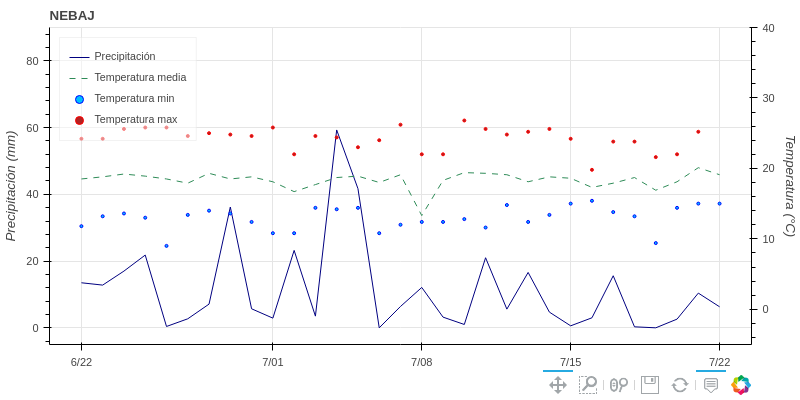 NEBAJ
Precipitación
Temperatura media
Temperatura min
Temperatura max
Precipitación (mm)
80
60
40
20
0
Temperatura (°C)
40
30
20
10
0
6/22
7/01
7/08
7/15
7/22